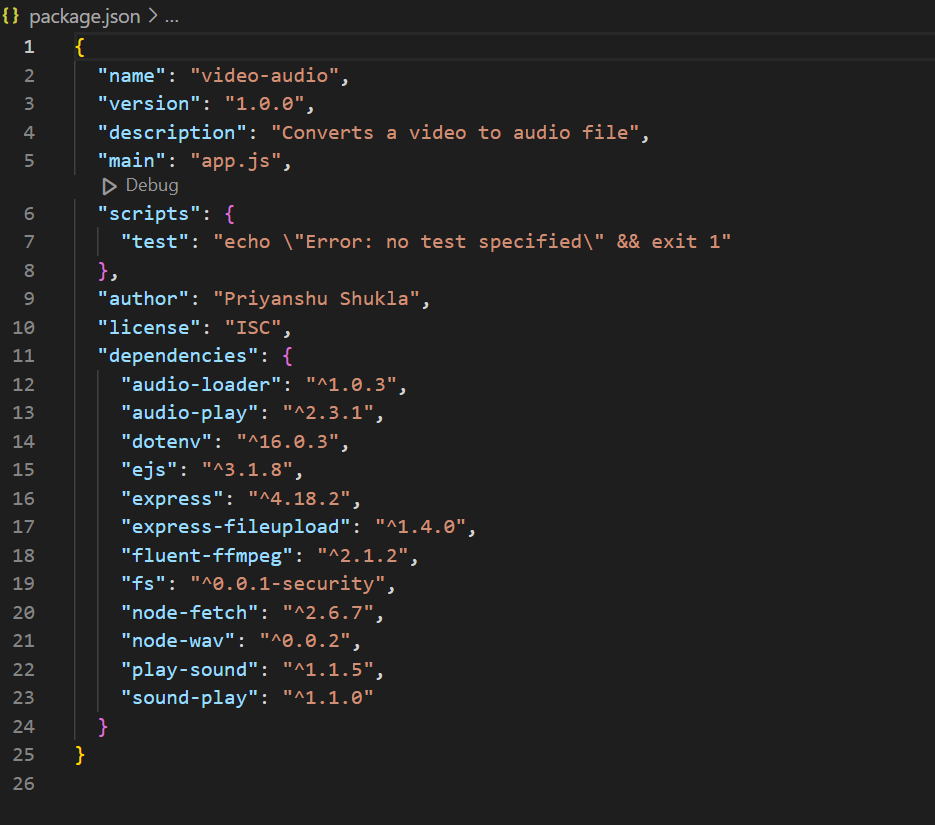 {} package.json > ...
1 {
2   "name": "video-audio",
3   "version": "1.0.0",
4   "description": "Converts a video to audio file",
5   "main": "app.js",
Debug
6   "scripts": {
7     "test": "echo \"Error: no test specified\" && exit 1"
8   },
9   "author": "Priyanshu Shukla",
10   "license": "ISC",
11   "dependencies": {
12     "audio-loader": "^1.0.3",
13     "audio-play": "^2.3.1",
14     "dotenv": "^16.0.3",
15     "ejs": "^3.1.8",
16     "express": "^4.18.2",
17     "express-fileupload": "^1.4.0",
18     "fluent-ffmpeg": "^2.1.2",
19     "fs": "^0.0.1-security",
20     "node-fetch": "^2.6.7",
21     "node-wav": "^0.0.2",
22     "play-sound": "^1.1.5",
23     "sound-play": "^1.1.0"
24   }
25 }
26